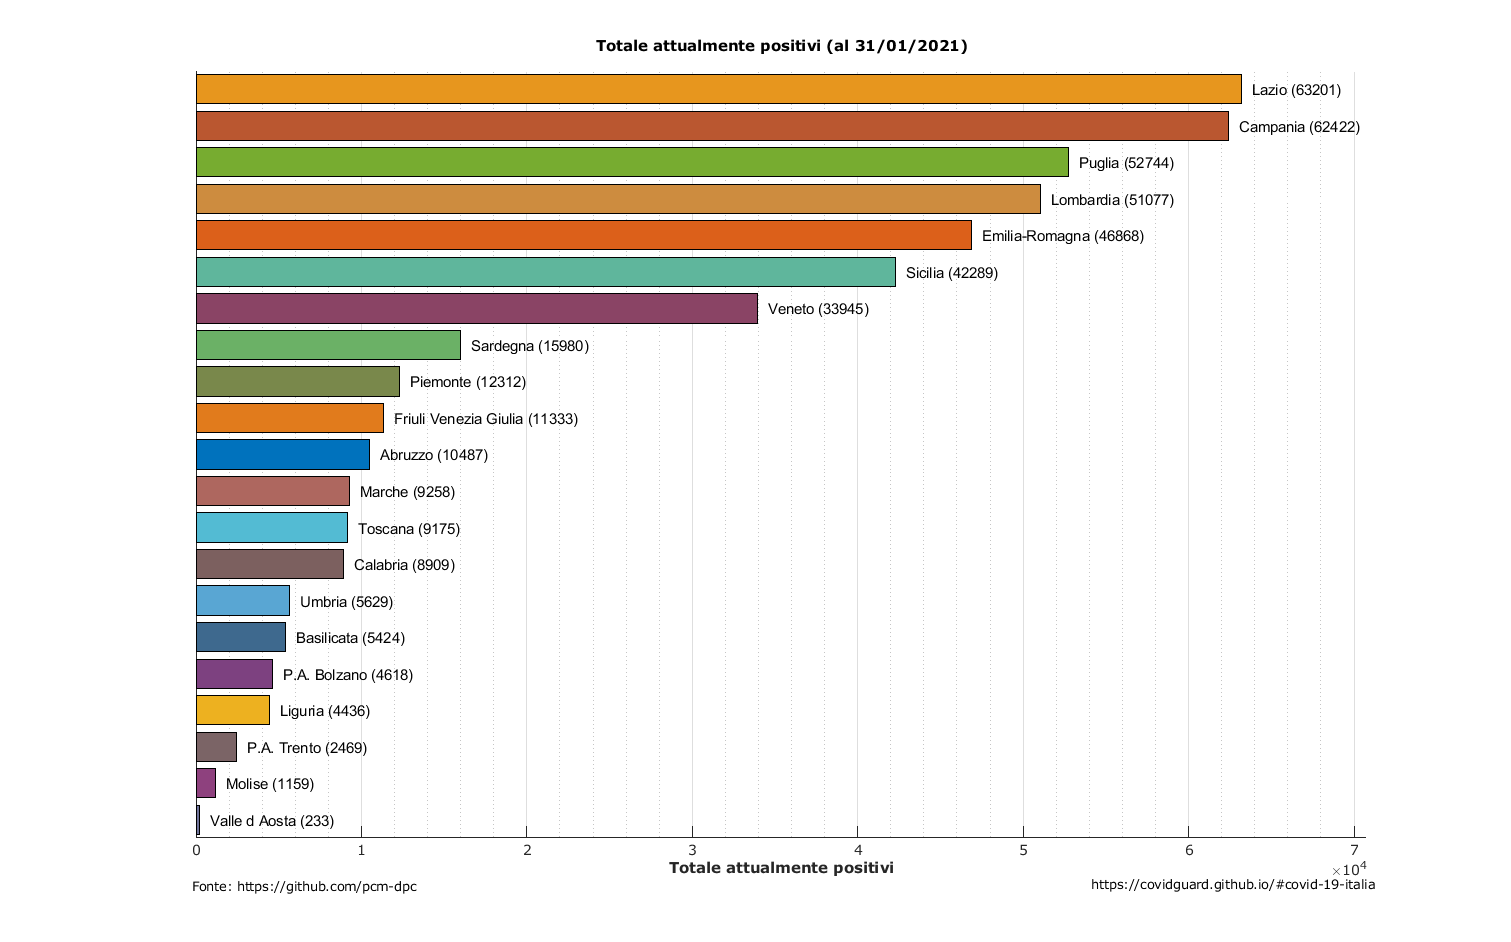 Totale attualmente positivi (al 31/01/2021)
Lazio (63201)
Campania (62422)
Puglia (52744)
Lombardia (51077)
Emilia-Romagna (46868)
Sicilia (42289)
Veneto (33945)
Sardegna (15980)
Piemonte (12312)
Friuli Venezia Giulia (11333)
Abruzzo (10487)
Marche (9258)
Toscana (9175)
Calabria (8909)
Umbria (5629)
Basilicata (5424)
P.A. Bolzano (4618)
Liguria (4436)
P.A. Trento (2469)
Molise (1159)
Valle d Aosta (233)
0 1 2 3 4 5 6 7
×10^4
Totale attualmente positivi
Fonte: https://github.com/pcm-dpc
https://covidguard.github.io/#covid-19-italia